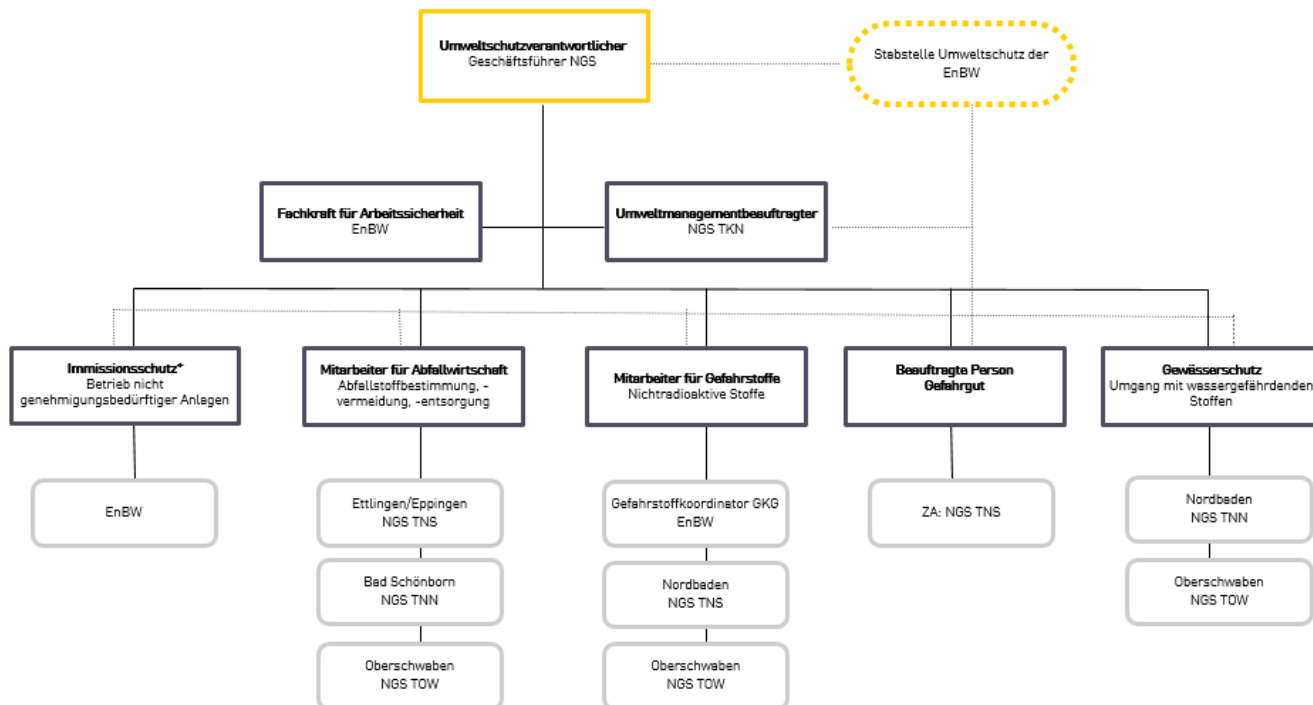 Umweltschutzverantwortlicher
Geschäftsführer NGS
Stabstelle Umweltschutz der
EnBW
Fachkraft für Arbeitssicherheit
EnBW
Umweltmanagementbeauftragter
NGS TKN
Immissionsschutz*
Betrieb nicht
genehmigungsbedürftiger Anlagen
Mitarbeiter für Abfallwirtschaft
Abfallstoffbestimmung, -
vermeidung, -entsorgung
Mitarbeiter für Gefahrstoffe
Nichtradioaktive Stoffe
Beauftragte Person
Gefahrgut
Gewässerschutz
Umgang mit wassergefährdenden
Stoffen
EnBW
Ettlingen/Eppingen
NGS TNS
Bad Schönborn
NGS TNN
Oberschwaben
NGS TOW
Gefahrstoffkoordinator GKG
EnBW
Nordbaden
NGS TNS
Oberschwaben
NGS TOW
ZA: NGS TNS
Nordbaden
NGS TNN
Oberschwaben
NGS TOW